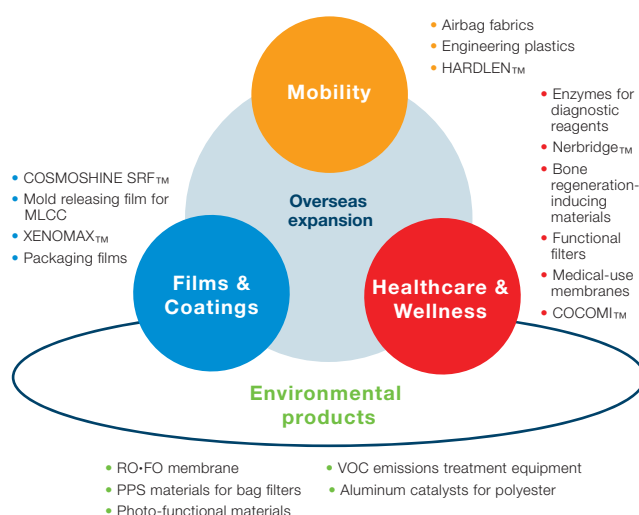 • Airbag fabrics
• Engineering plastics
• HARDLEN™
Mobility
• Enzymes for
diagnostic
reagents
• Nerbridge™
• Bone
regeneration-
inducing
materials
• Functional
filters
• Medical-use
membranes
• COCOMI™
• COSMOSHINE SRF™
• Mold releasing film for
MLCC
• XENOMAX™
• Packaging films
Overseas
expansion
Films &
Coatings
Healthcare &
Wellness
Environmental
products
• RO•FO membrane
• PPS materials for bag filters
• Photo-functional materials
• VOC emissions treatment equipment
• Aluminum catalysts for polyester